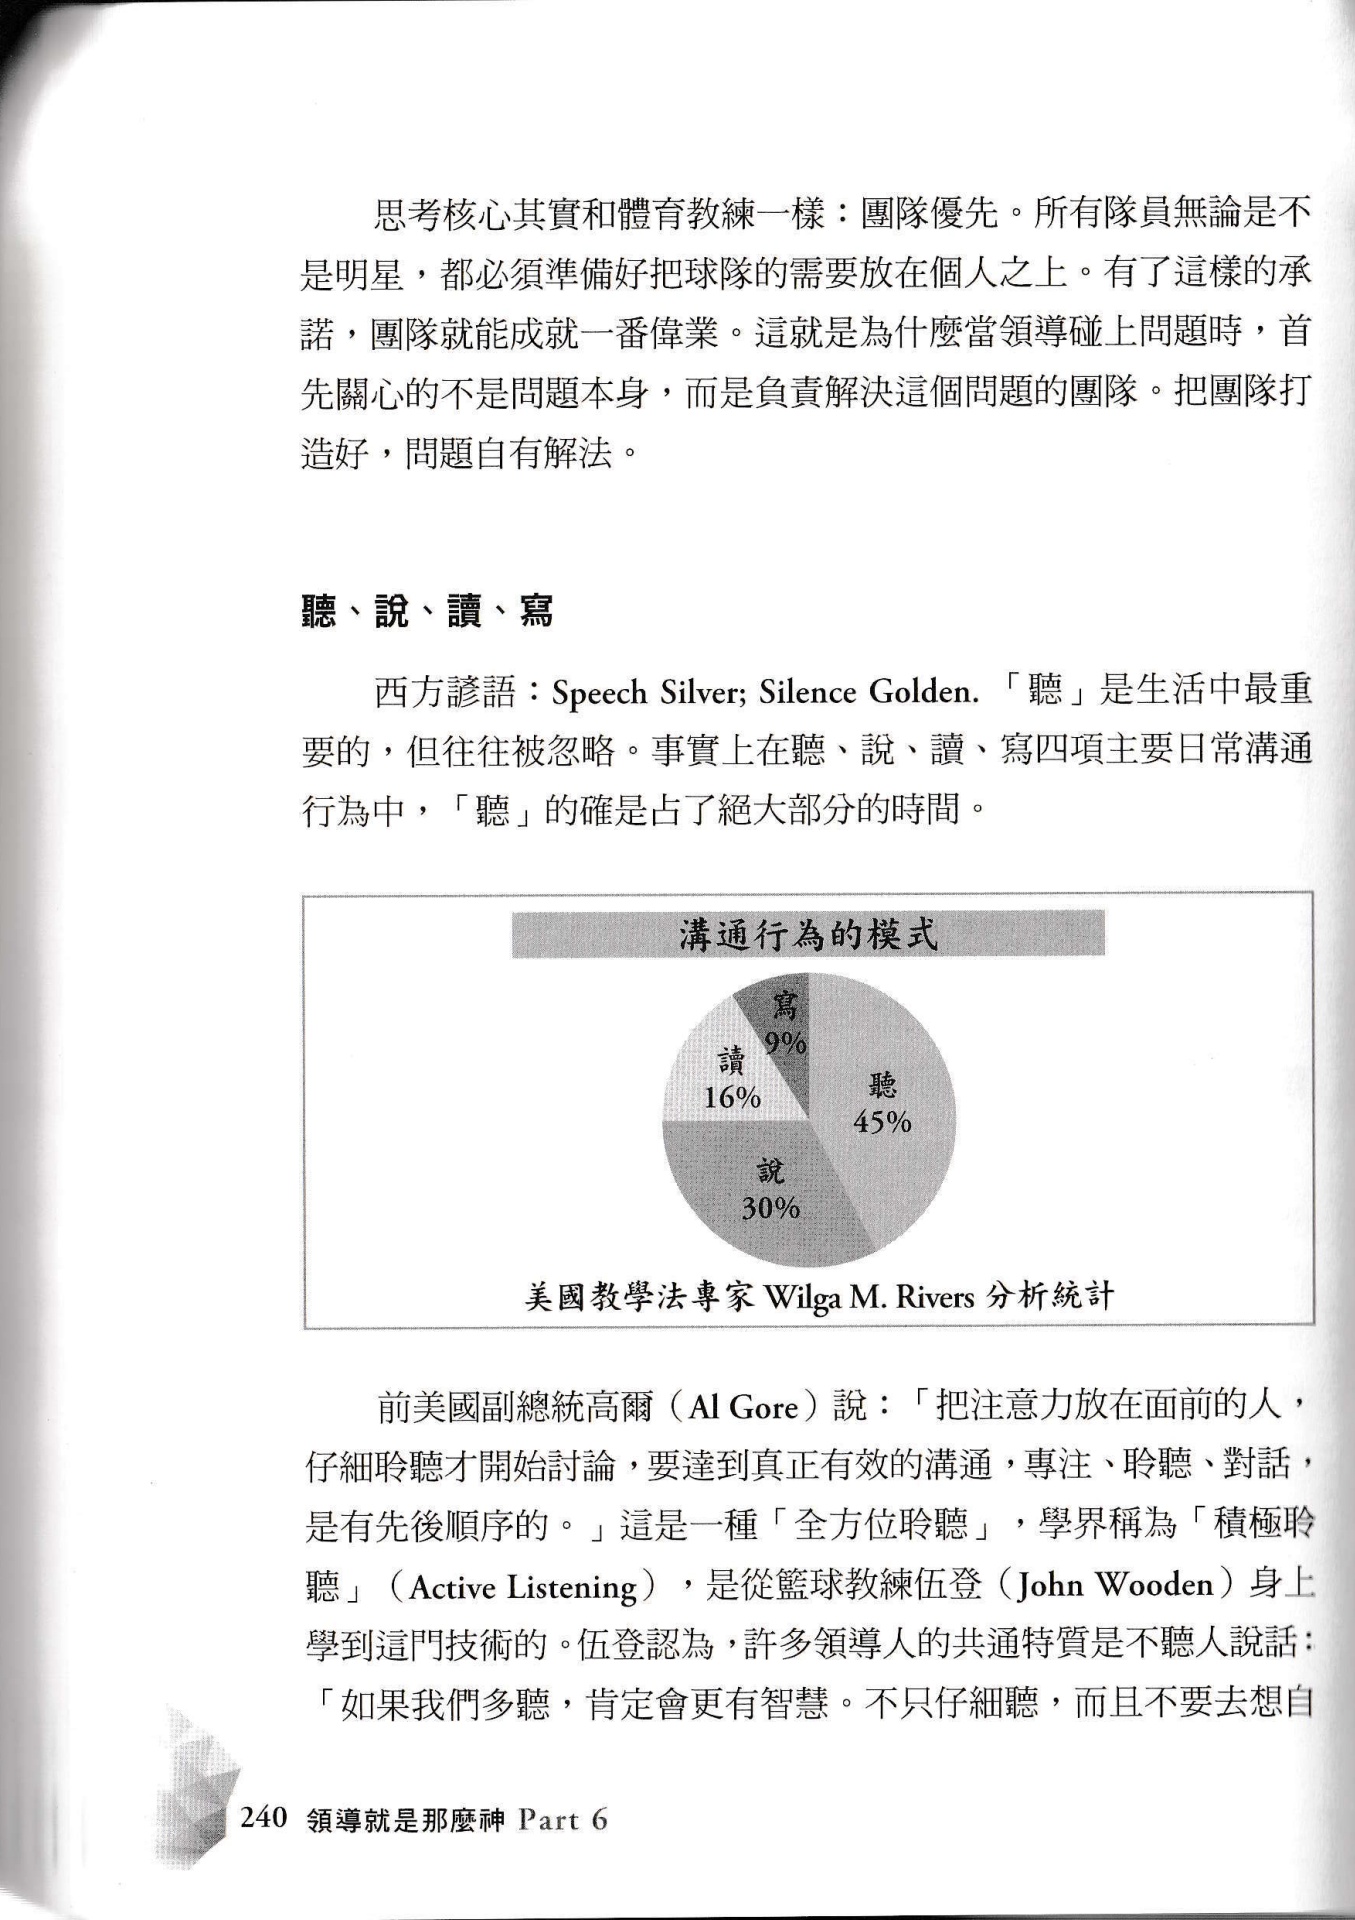 思考核心其實和體育教練一樣：團隊優先。所有隊員無論是不
是明星，都必須準備好把球隊的需要放在個人之上。有了這樣的承
諾，團隊就能成就一番偉業。這就是為什麼當領導碰上問題時，首
先關心的不是問題本身，而是負責解決這個問題的團隊。把團隊打
造好，問題自有解法。
聽、說、讀、寫
西方諺語：Speech Silver; Silence Golden. 「聽」是生活中最重
要的，但往往被忽略。事實上在聽、說、讀、寫四項主要日常溝通
行為中，「聽」的確是占了絕大部分的時間。
溝通行為的模式
寫
9%
讀
16%
聽
45%
說
30%
美國教學法專家 Wilga M. Rivers 分析統計
前美國副總統高爾（Al Gore）說：「把注意力放在面前的人，
仔細聆聽才開始討論，要達到真正有效的溝通，專注、聆聽、對話，
是有先後順序的。」這是一種「全方位聆聽」，學界稱為「積極聆
聽」（Active Listening），是從籃球教練伍登（John Wooden）身上
學到這門技術的。伍登認為，許多領導人的共通特質是不聽人說話：
「如果我們多聽，肯定會更有智慧。不只仔細聽，而且不要去想自
240 領導就是那麼神 Part 6